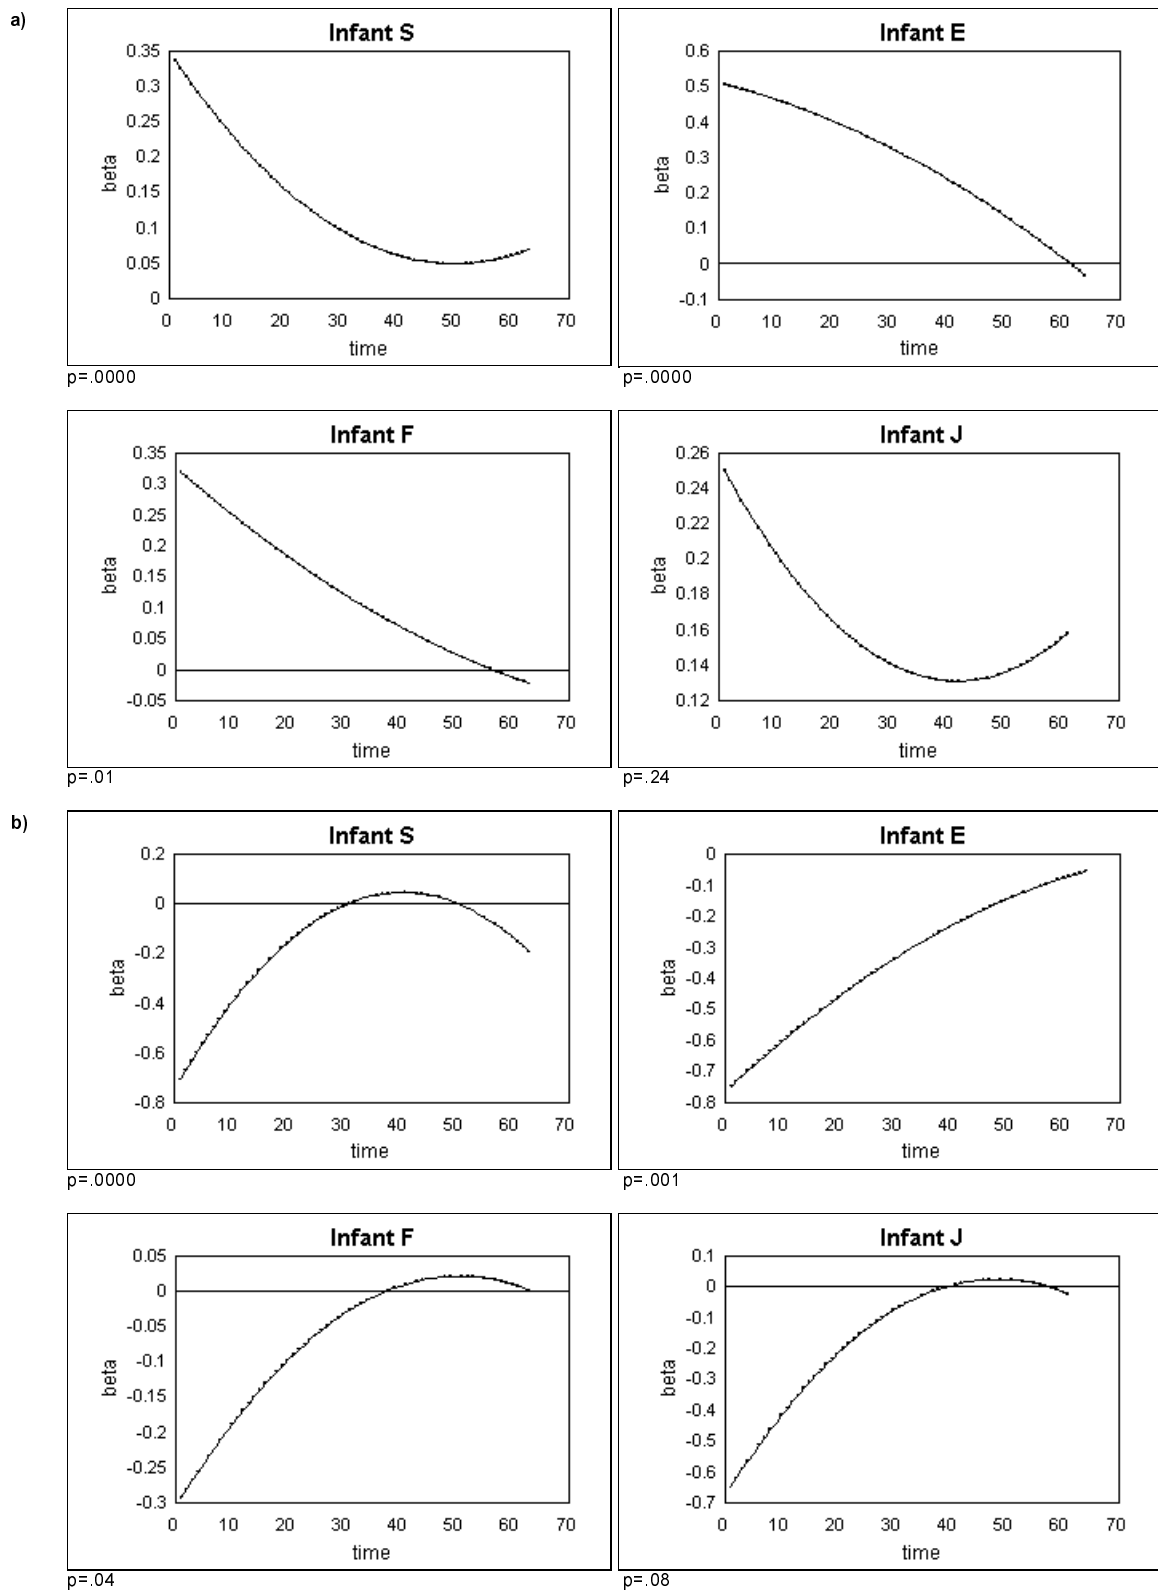 a)
Infant S
0.35
0.3
0.25
0.2
0.15
0.1
0.05
0
beta
0 10 20 30 40 50 60 70
time
p=.0000
Infant E
0.6
0.5
0.4
0.3
0.2
0.1
0
-0.1
beta
0 10 20 30 40 50 60 70
time
p=.0000
Infant F
0.35
0.3
0.25
0.2
0.15
0.1
0.05
0
-0.05
beta
0 10 20 30 40 50 60 70
time
p=.01
Infant J
0.26
0.24
0.22
0.2
0.18
0.16
0.14
0.12
beta
0 10 20 30 40 50 60 70
time
p=.24
b)
Infant S
0.2
0
-0.2
-0.4
-0.6
-0.8
beta
0 10 20 30 40 50 60 70
time
p=.0000
Infant E
0
-0.1
-0.2
-0.3
-0.4
-0.5
-0.6
-0.7
-0.8
beta
0 10 20 30 40 50 60 70
time
p=.001
Infant F
0.05
0
-0.05
-0.1
-0.15
-0.2
-0.25
-0.3
beta
0 10 20 30 40 50 60 70
time
p=.04
Infant J
0.1
0
-0.1
-0.2
-0.3
-0.4
-0.5
-0.6
-0.7
beta
0 10 20 30 40 50 60 70
time
p=.08